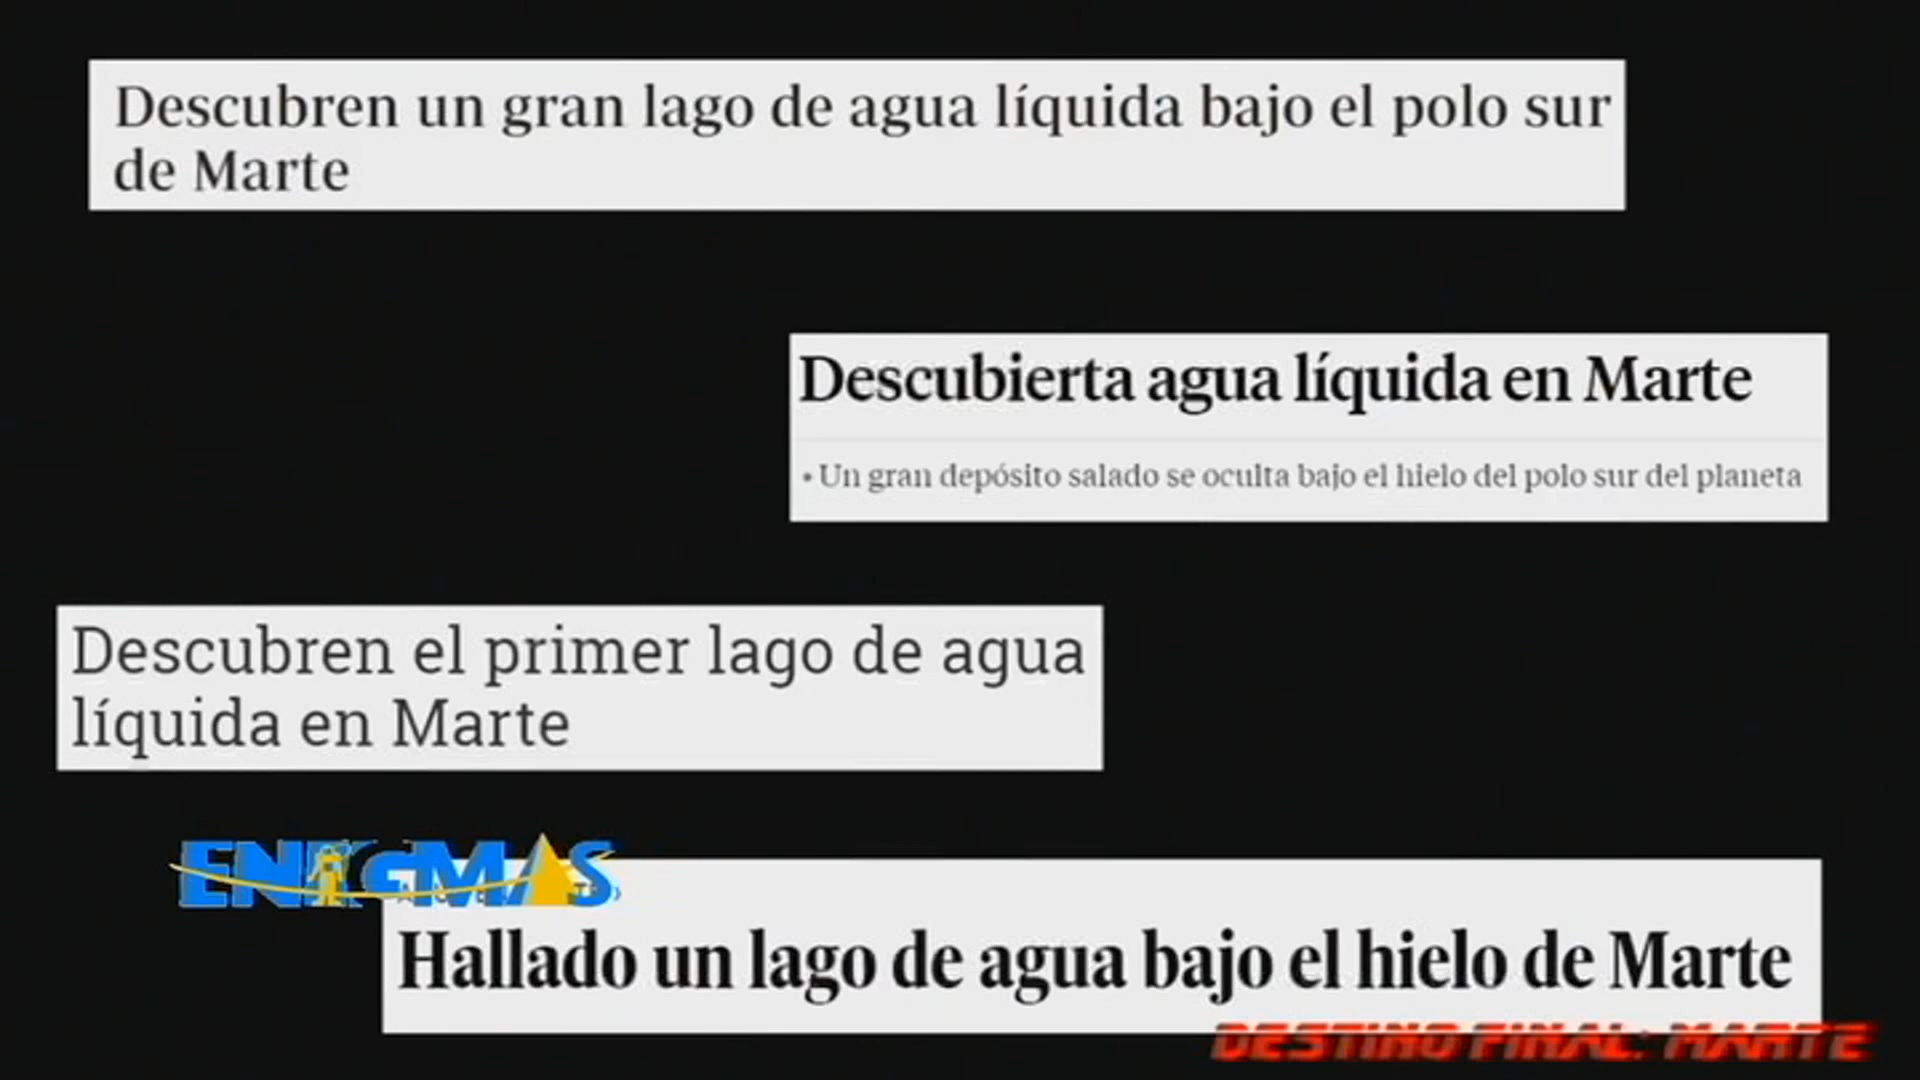 Descubren un gran lago de agua líquida bajo el polo sur
de Marte
Descubierta agua líquida en Marte
• Un gran depósito salado se oculta bajo el hielo del polo sur del planeta
Descubren el primer lago de agua
líquida en Marte
ENIGMAS
Hallado un lago de agua bajo el hielo de Marte
DESTINO FINAL: MARTE